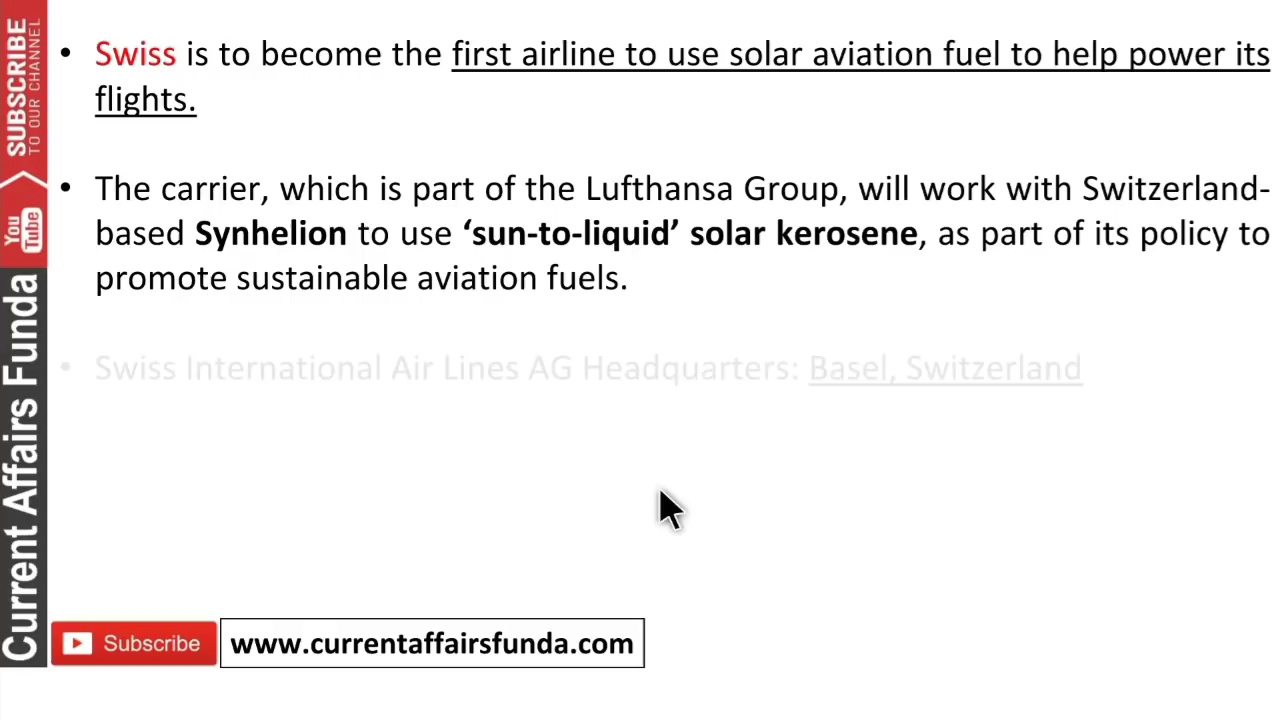 • Swiss is to become the first airline to use solar aviation fuel to help power its
flights.
• The carrier, which is part of the Lufthansa Group, will work with Switzerland-
based Synhelion to use ‘sun-to-liquid’ solar kerosene, as part of its policy to
promote sustainable aviation fuels.
• Swiss International Air Lines AG Headquarters: Basel, Switzerland
SUBSCRIBE
TO OUR CHANNEL
You
Tube
Current Affairs Funda
Subscribe
www.currentaffairsfunda.com